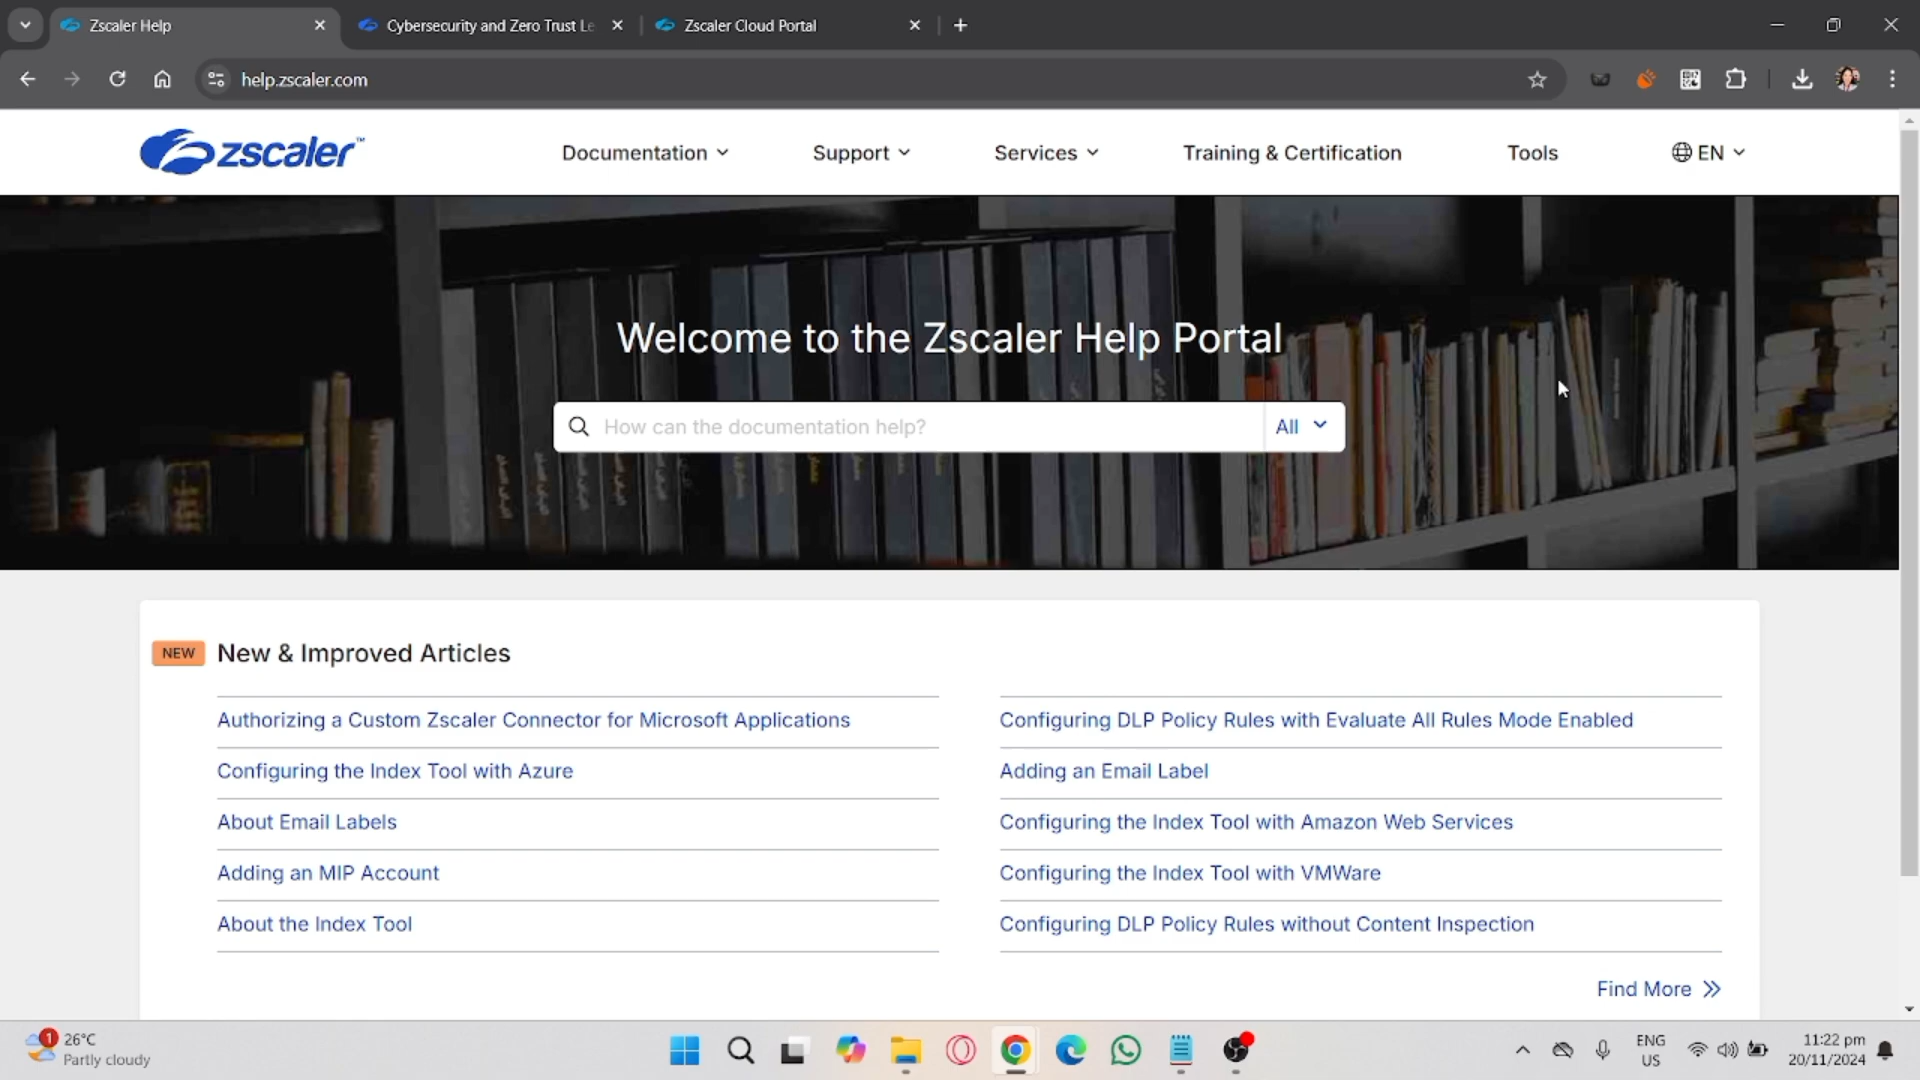 Zscaler Help
Cybersecurity and Zero Trust Le
Zscaler Cloud Portal
help.zscaler.com
zscaler™
Documentation
Support
Services
Training & Certification
Tools
EN
Welcome to the Zscaler Help Portal
How can the documentation help?
All
NEW
New & Improved Articles
Authorizing a Custom Zscaler Connector for Microsoft Applications
Configuring DLP Policy Rules with Evaluate All Rules Mode Enabled
Configuring the Index Tool with Azure
Adding an Email Label
About Email Labels
Configuring the Index Tool with Amazon Web Services
Adding an MIP Account
Configuring the Index Tool with VMWare
About the Index Tool
Configuring DLP Policy Rules without Content Inspection
Find More
1
26°C
Partly cloudy
ENG
US
11:22 pm
20/11/2024